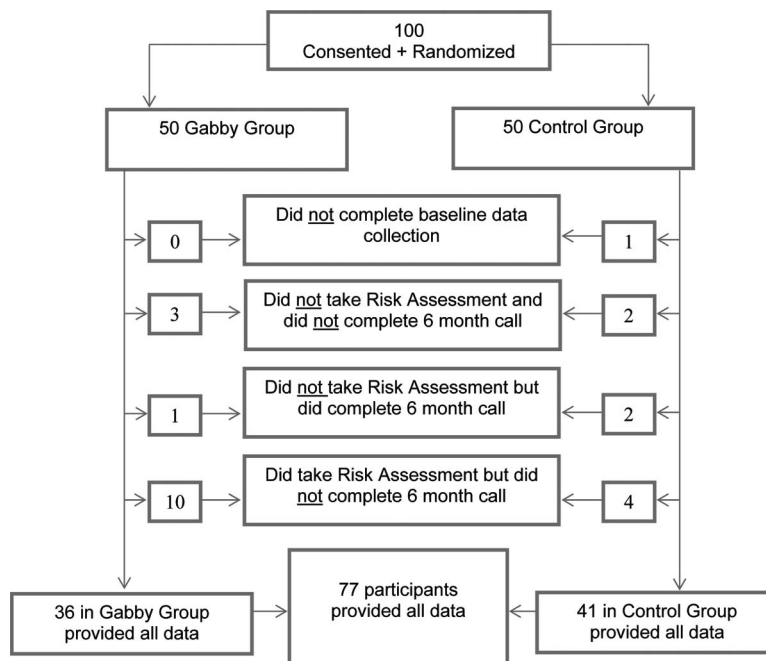 100
Consented + Randomized
50 Gabby Group
50 Control Group
Did not complete baseline data
collection
0
1
Did not take Risk Assessment and
did not complete 6 month call
3
2
Did not take Risk Assessment but
did complete 6 month call
1
2
Did take Risk Assessment but did
not complete 6 month call
10
4
36 in Gabby Group
provided all data
77 participants
provided all data
41 in Control Group
provided all data